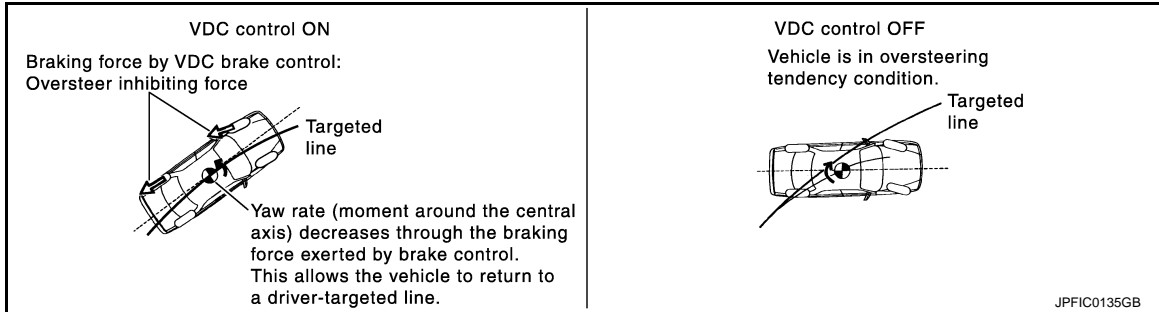 VDC control ON
Braking force by VDC brake control:
Oversteer inhibiting force
Targeted
line
Yaw rate (moment around the central
axis) decreases through the braking
force exerted by brake control.
This allows the vehicle to return to
a driver-targeted line.
VDC control OFF
Vehicle is in oversteering
tendency condition.
Targeted
line
JPFIC0135GB